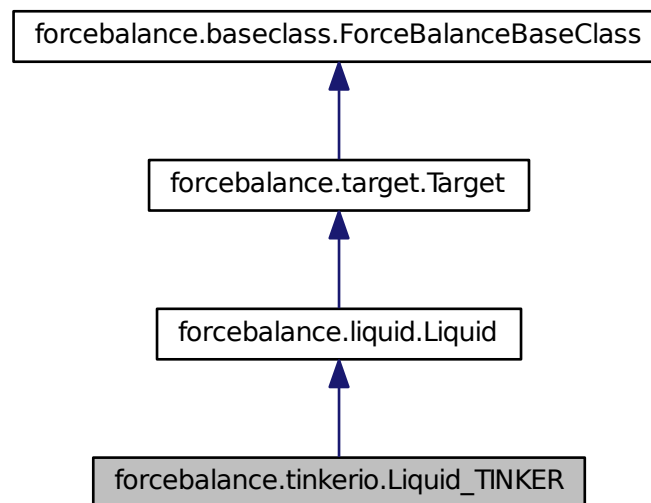 forcebalance.baseclass.ForceBalanceBaseClass
forcebalance.target.Target
forcebalance.liquid.Liquid
forcebalance.tinkerio.Liquid_TINKER